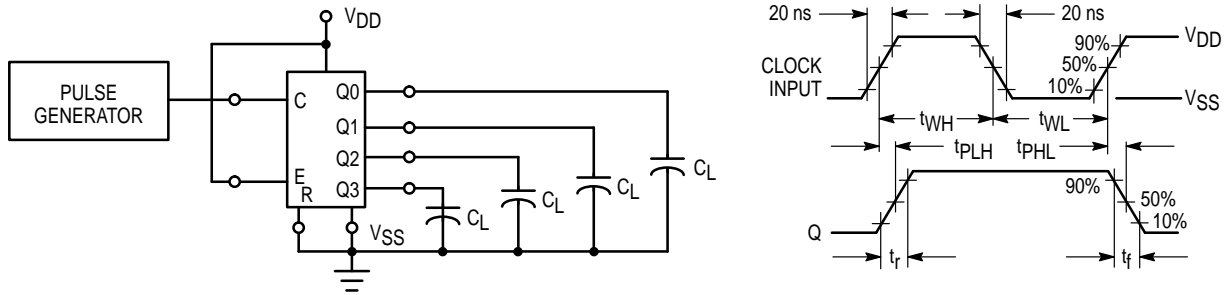 VDD
PULSE
GENERATOR
C
E
R
Q0
Q1
Q2
Q3
VSS
CL
CL
CL
CL
20 ns
20 ns
CLOCK
INPUT
90%
50%
10%
VDD
VSS
tWH
tWL
tPLH
tPHL
Q
90%
50%
10%
tr
tf